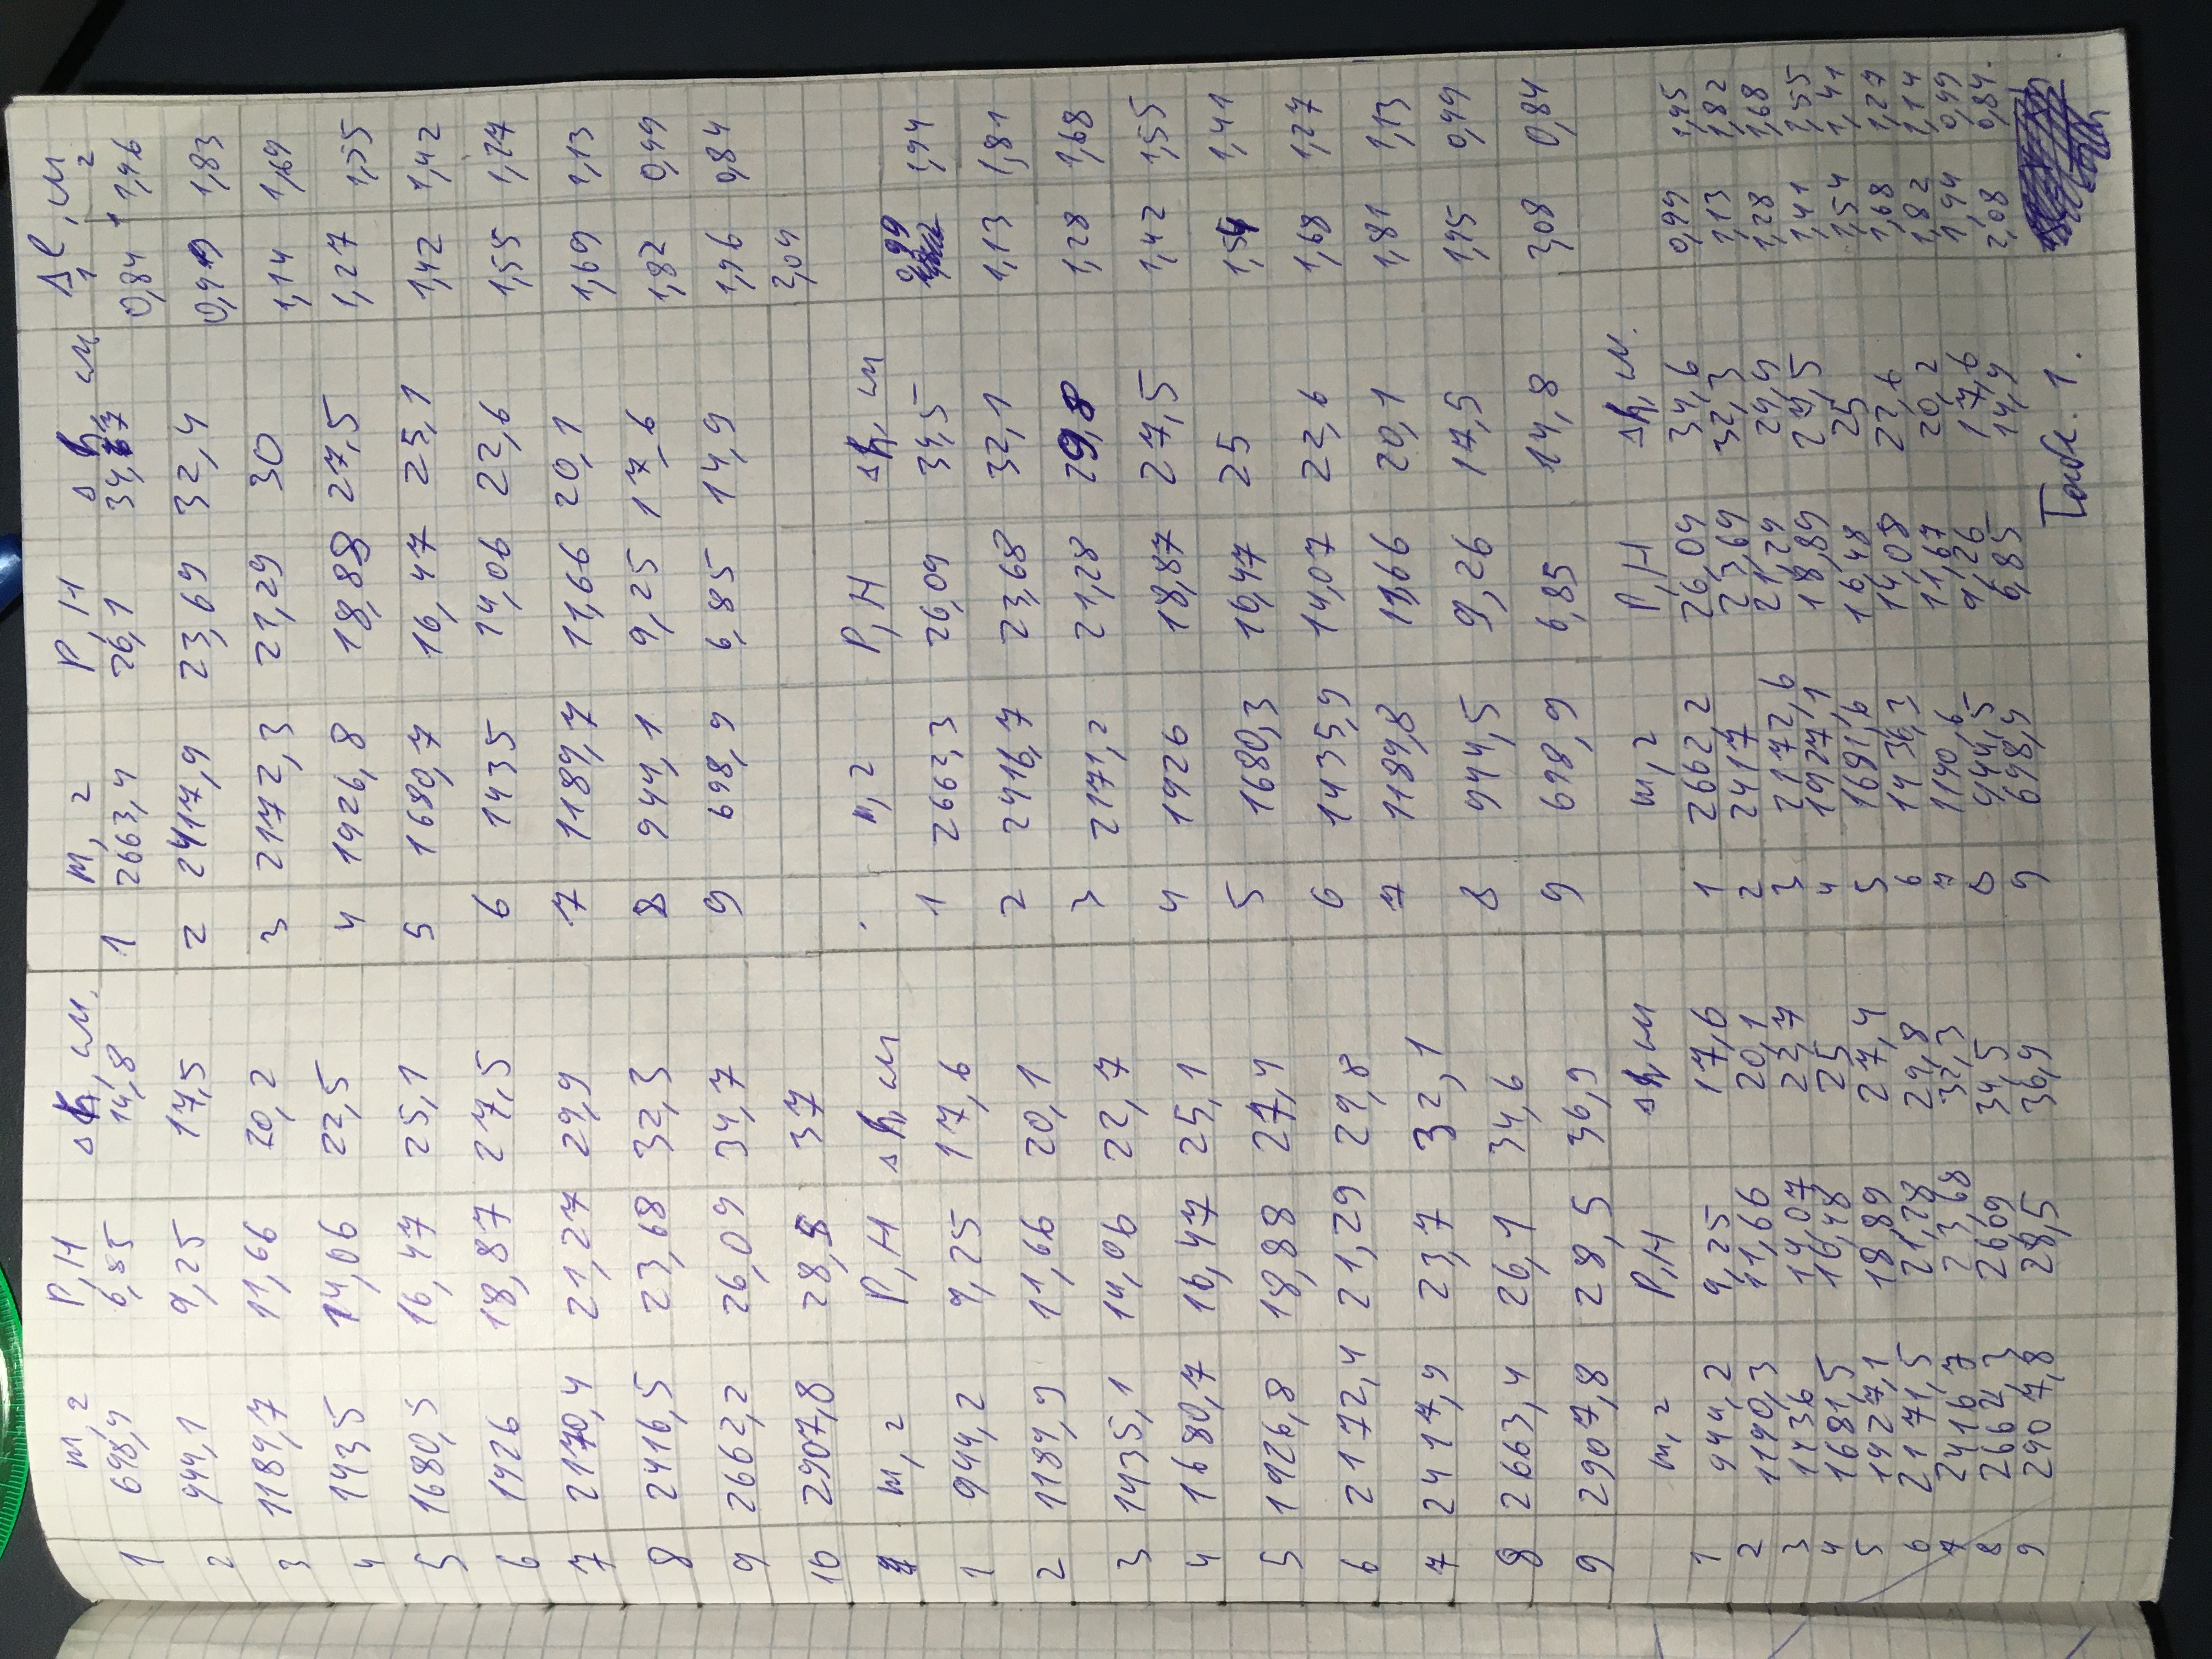 m, г P, H Δh, см. m, г P, H Δh, см Δl, см
1 2
1 698,9 6,85 14,8 1 2663,4 26,1 34,7 0,84 1,96
2 944,1 9,25 17,5 2 2417,9 23,69 32,4 0,99 1,83
3 1189,7 11,66 20,2 3 2172,3 21,29 30 1,14 1,69
4 1435 14,06 22,5 4 1926,8 18,88 27,5 1,27 1,55
5 1680,5 16,47 25,1 5 1680,7 16,47 25,1 1,42 1,42
6 1926 18,87 27,5 6 1435 14,06 22,6 1,55 1,27
7 2170,4 21,27 29,9 7 1189,7 11,66 20,1 1,69 1,13
8 2416,5 23,68 32,3 8 944,1 9,25 17,6 1,82 0,99
9 2662,2 26,09 34,7 9 698,9 6,85 14,9 1,96 0,84
10 2907,8 28,5 37 2,09
m, г P, H Δh, см m, г P, H Δh, см
1 944,2 9,25 17,6 1 2662,3 26,09 34,5 0,99 1,94
2 1189,9 11,66 20,1 2 2416,7 23,68 32,1 1,13 1,81
3 1435,1 14,06 22,7 3 2171,2 21,28 29,8 1,28 1,68
4 1680,7 16,47 25,1 4 1926 18,87 27,5 1,42 1,55
5 1926,8 18,88 27,4 5 1680,3 16,47 25 1,54 1,41
6 2172,4 21,29 29,8 6 1435,9 14,07 22,6 1,68 1,27
7 2417,9 23,7 32,1 7 1189,8 11,66 20,1 1,81 1,13
8 2663,4 26,1 34,6 8 944,5 9,26 17,5 1,95 0,99
9 2907,8 28,5 36,9 9 698,9 6,85 14,8 2,08 0,84
m, г P, H Δh, см m, г P, H Δh, см.
1 944,2 9,25 17,6 1 2662,2 26,09 34,6 0,99 1,95
2 1190,3 11,66 20,1 2 2417 23,69 32,3 1,13 1,82
3 1436 14,07 22,7 3 2172,6 21,29 29,9 1,28 1,68
4 1681,5 16,48 25 4 1927,1 18,89 27,5 1,41 1,55
5 1927,1 18,89 27,4 5 1681,6 16,48 25 1,54 1,41
6 2171,5 21,28 29,8 6 1436,3 14,08 22,6 1,68 1,27
7 2416,7 23,68 32,3 7 1190,6 11,67 20,2 1,82 1,14
8 2662,3 26,09 34,5 8 944,5 9,26 17,6 1,94 0,99
9 2907,8 28,5 36,9 9 698,9 6,85 14,9 2,08 0,84.
Табл. 1.